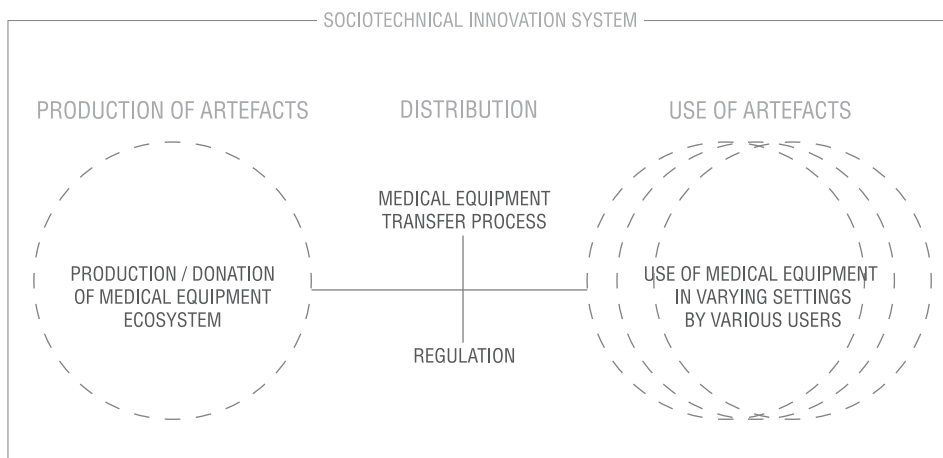 SOCIOTECHNICAL INNOVATION SYSTEM
PRODUCTION OF ARTEFACTS
DISTRIBUTION
USE OF ARTEFACTS
MEDICAL EQUIPMENT
TRANSFER PROCESS
PRODUCTION / DONATION
OF MEDICAL EQUIPMENT
ECOSYSTEM
USE OF MEDICAL EQUIPMENT
IN VARYING SETTINGS
BY VARIOUS USERS
REGULATION